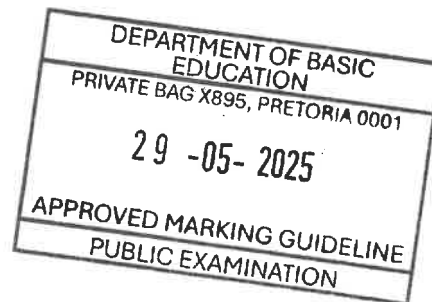 DEPARTMENT OF BASIC
EDUCATION
PRIVATE BAG X895, PRETORIA 0001
29 -05- 2025
APPROVED MARKING GUIDELINE
PUBLIC EXAMINATION